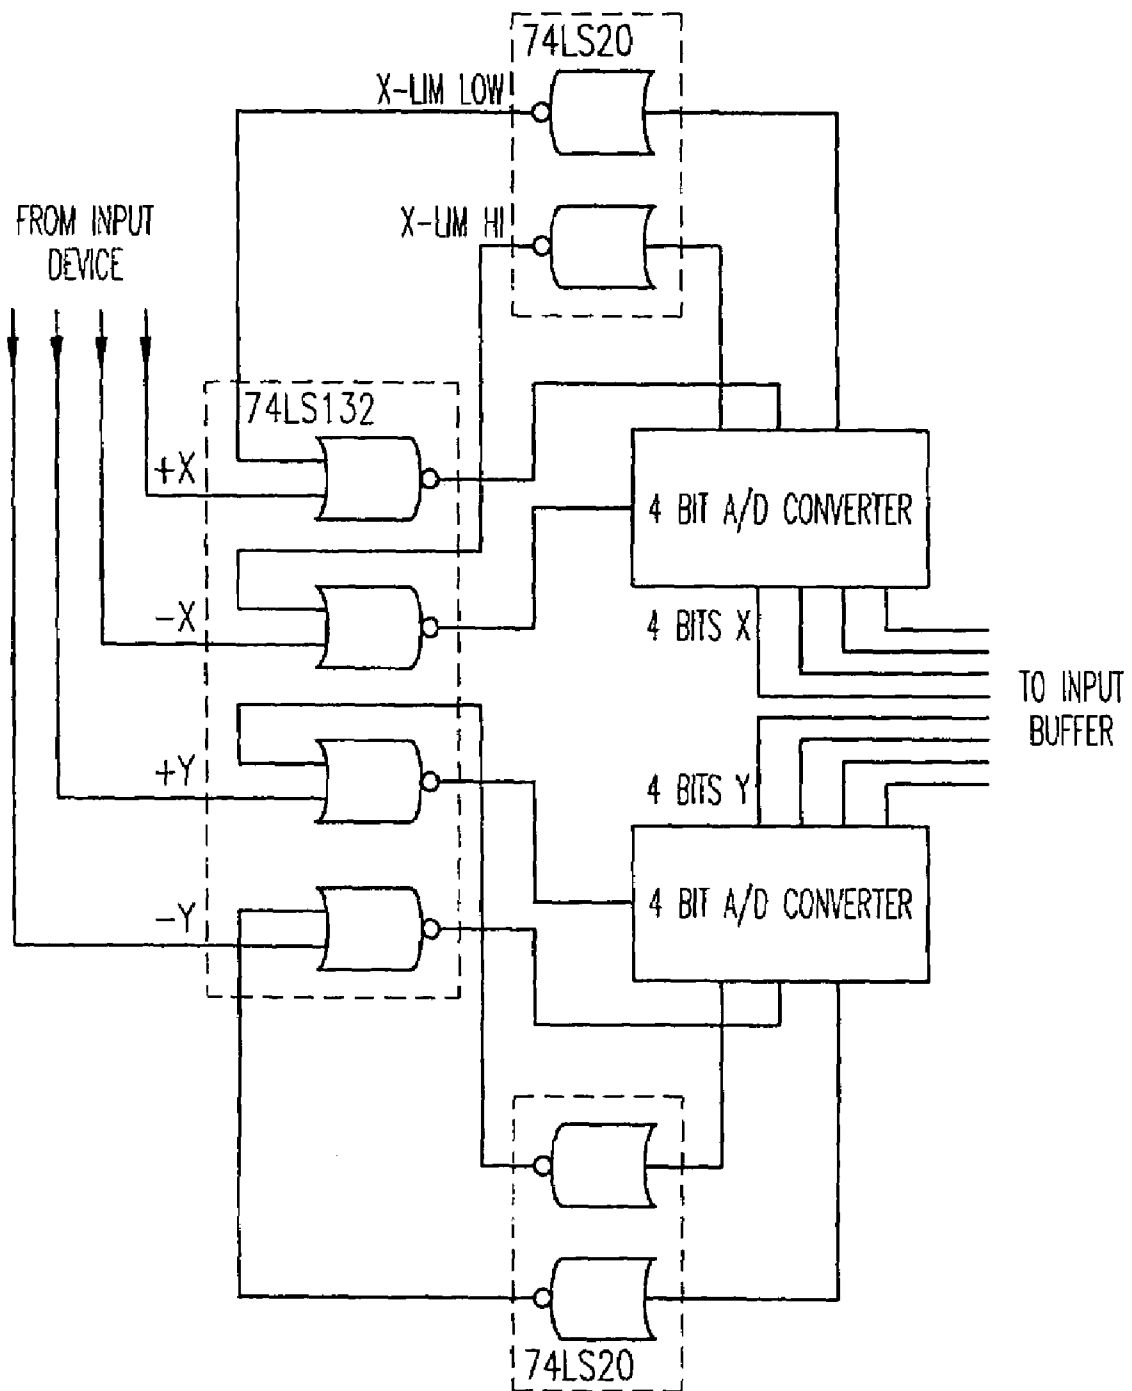 74LS20
X-LIM LOW
X-LIM HI
FROM INPUT
DEVICE
74LS132
+X
-X
+Y
-Y
4 BIT A/D CONVERTER
4 BITS X
TO INPUT
BUFFER
4 BITS Y
4 BIT A/D CONVERTER
74LS20